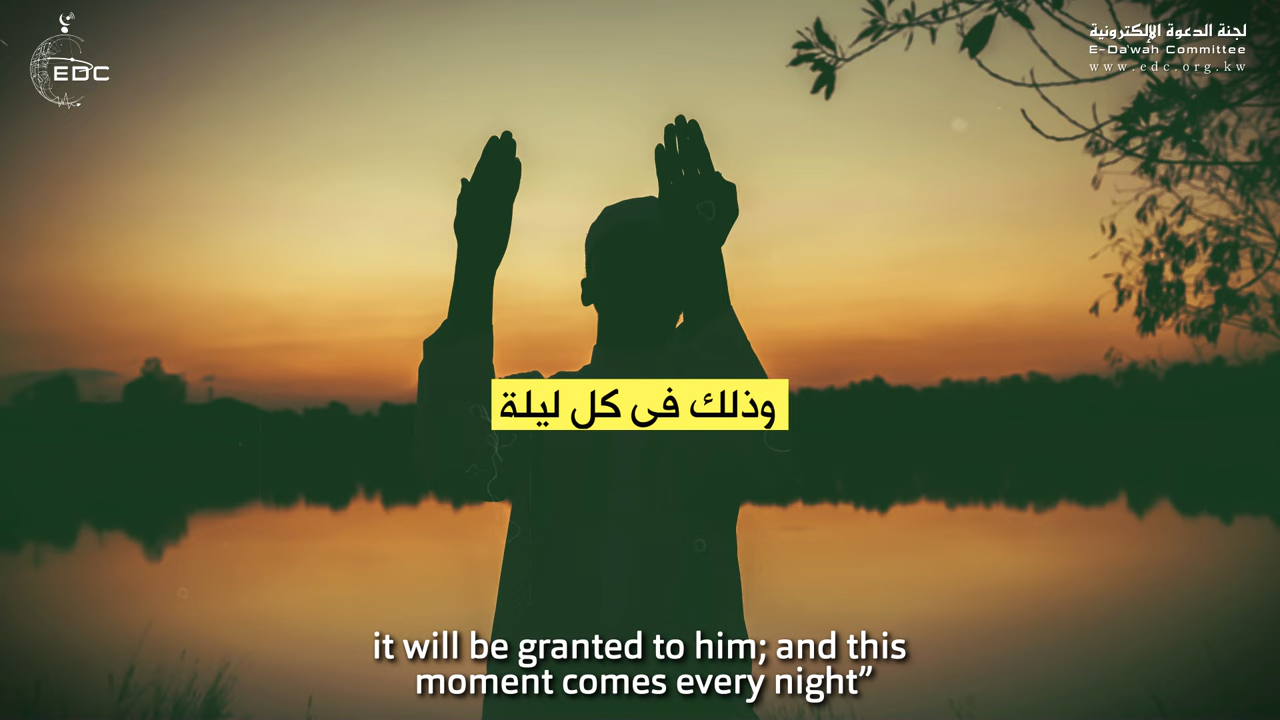 EDC
لجنة الدعوة الإلكترونية
E-Da'wah Committee
www.edc.org.kw
وذلك فى كل ليلة
it will be granted to him; and this
moment comes every night”